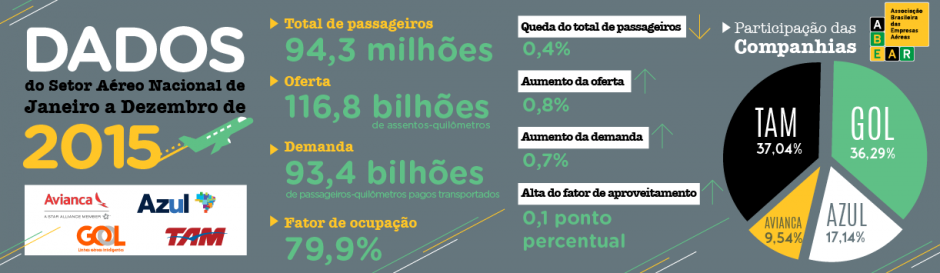 DADOS
do Setor Aéreo Nacional de
Janeiro a Dezembro de
2015
Avianca
A STAR ALLIANCE MEMBER
Azul
GOL
Linhas aéreas inteligentes
TAM
Total de passageiros
94,3 milhões
Oferta
116,8 bilhões
de assentos-quilômetros
Demanda
93,4 bilhões
de passageiros-quilômetros pagos transportados
Fator de ocupação
79,9%
Queda do total de passageiros
0,4%
Aumento da oferta
0,8%
Aumento da demanda
0,7%
Alta do fator de aproveitamento
0,1 ponto
percentual
Participação das
Companhias
ABEAR
Associação
Brasileira
das
Empresas
Aéreas
TAM
37,04%
GOL
36,29%
AVIANCA
9,54%
AZUL
17,14%